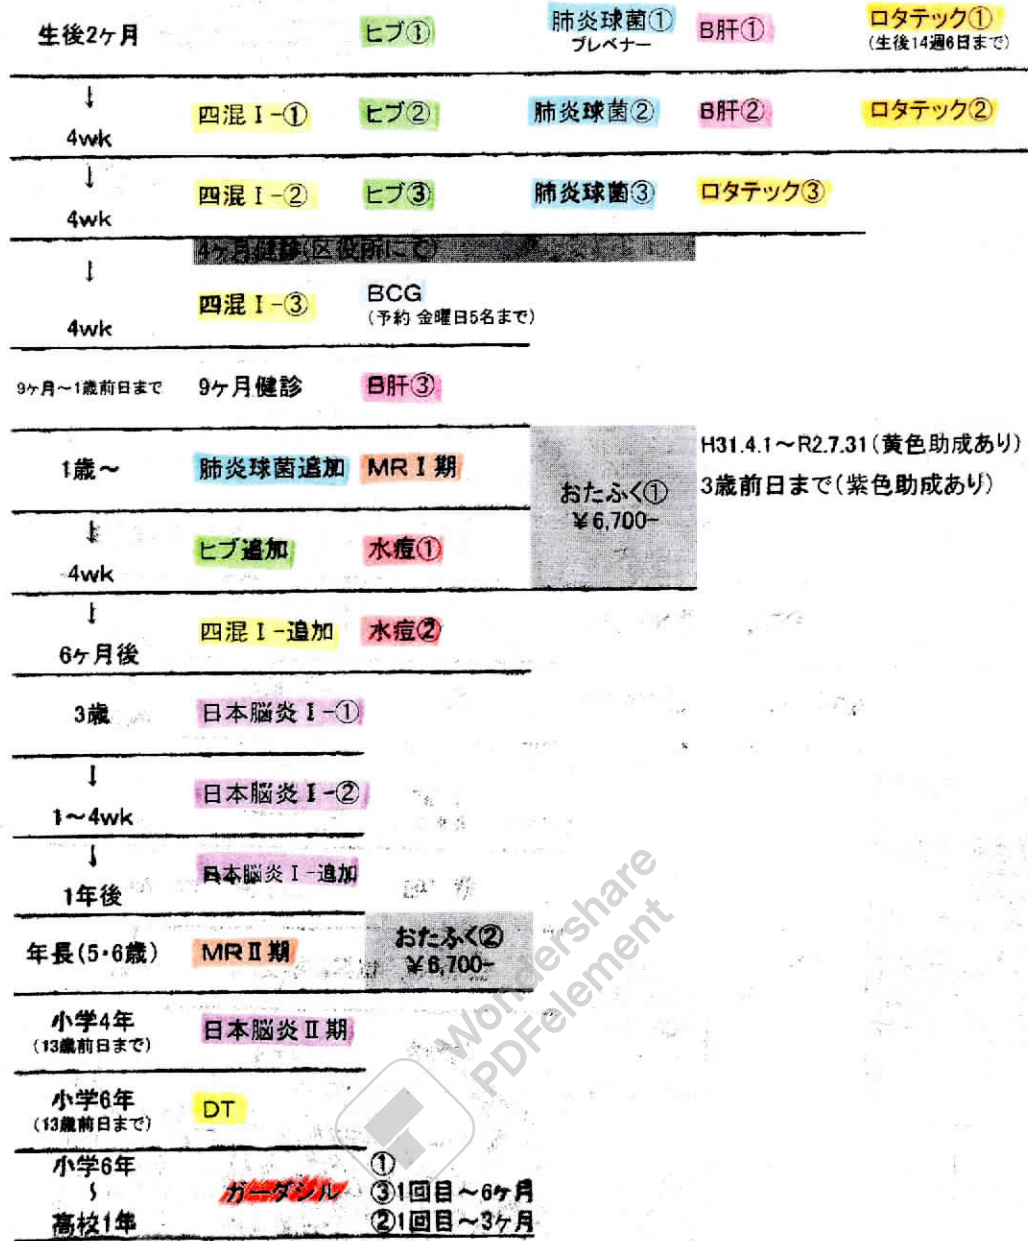 生後2ヶ月 ヒブ① 肺炎球菌① B肝① ロタテック①
プレベナー (生後14週6日まで)
↓
4wk 四混Ⅰ-① ヒブ② 肺炎球菌② B肝② ロタテック②
↓
4wk 四混Ⅰ-② ヒブ③ 肺炎球菌③ ロタテック③
4ヶ月健診(区役所にて)
↓
4wk 四混Ⅰ-③ BCG
(予約 金曜日5名まで)
9ヶ月～1歳前日まで 9ヶ月健診 B肝③
1歳～ 肺炎球菌追加 MRⅠ期
おたふく①
¥6,700-
H31.4.1～R2.7.31(黄色助成あり)
3歳前日まで(紫色助成あり)
↓
4wk ヒブ追加 水痘①
↓
6ヶ月後 四混Ⅰ-追加 水痘②
3歳 日本脳炎Ⅰ-①
↓
1～4wk 日本脳炎Ⅰ-②
↓
1年後 日本脳炎Ⅰ-追加
年長(5・6歳) MRⅡ期 おたふく②
¥6,700-
小学4年 日本脳炎Ⅱ期
(13歳前日まで)
小学6年 DT
(13歳前日まで)
小学6年 ①
～ ガーダシル ③1回目～6ヶ月
高校1年 ②1回目～3ヶ月
Wondershare
PDFelement